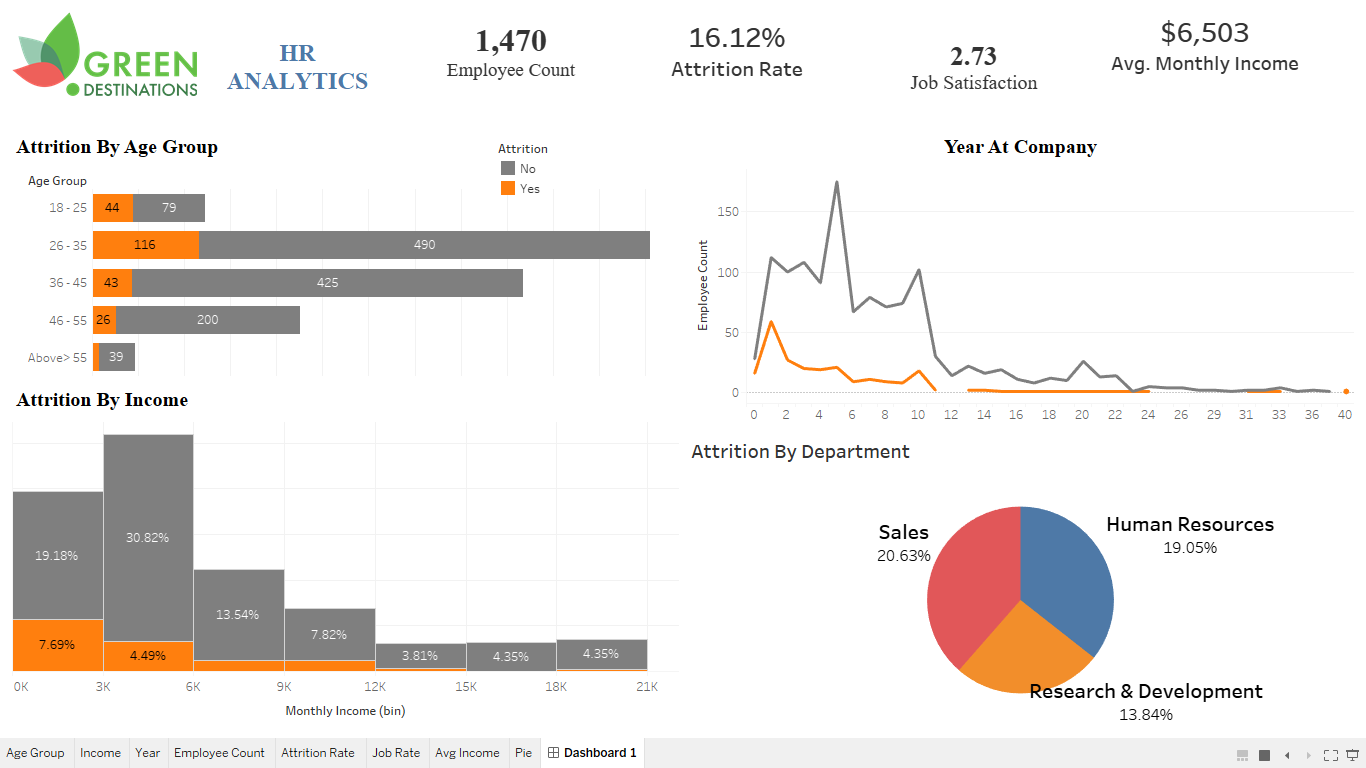 GREEN
DESTINATIONS
HR
ANALYTICS
1,470
Employee Count
16.12%
Attrition Rate
2.73
Job Satisfaction
$6,503
Avg. Monthly Income
Attrition By Age Group
Attrition
No
Yes
Age Group
18 - 25
44
79
26 - 35
116
490
36 - 45
43
425
46 - 55
26
200
Above> 55
39
Year At Company
Employee Count
150
100
50
0
0 2 4 6 8 10 12 14 16 18 20 22 24 26 29 31 33 36 40
Attrition By Income
19.18%
7.69%
30.82%
4.49%
13.54%
7.82%
3.81%
4.35%
4.35%
0K 3K 6K 9K 12K 15K 18K 21K
Monthly Income (bin)
Attrition By Department
Sales
20.63%
Human Resources
19.05%
Research & Development
13.84%
Age Group Income Year Employee Count Attrition Rate Job Rate Avg Income Pie Dashboard 1